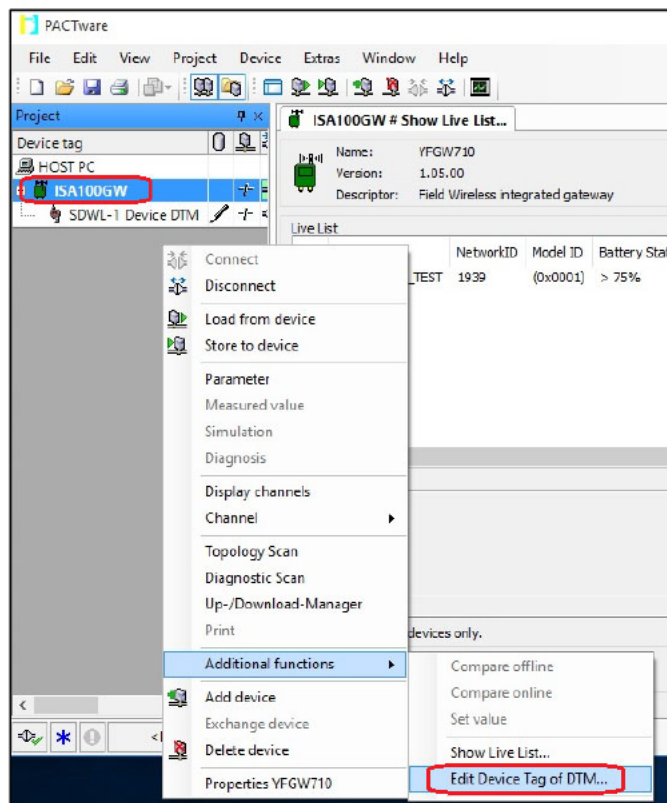 PACTware
File Edit View Project Device Extras Window Help
Project
Device tag
HOST PC
ISA100GW
SDWL-1 Device DTM
ISA100GW # Show Live List...
Name: YFGW710
Version: 1.05.00
Descriptor: Field Wireless integrated gateway
Live List
NetworkID Model ID Battery Stat
_TEST 1939 (0x0001) > 75%
Connect
Disconnect
Load from device
Store to device
Parameter
Measured value
Simulation
Diagnosis
Display channels
Channel
Topology Scan
Diagnostic Scan
Up-/Download-Manager
Print
devices only.
Additional functions
Add device
Exchange device
Delete device
Properties YFGW710
Compare offline
Compare online
Set value
Show Live List...
Edit Device Tag of DTM...